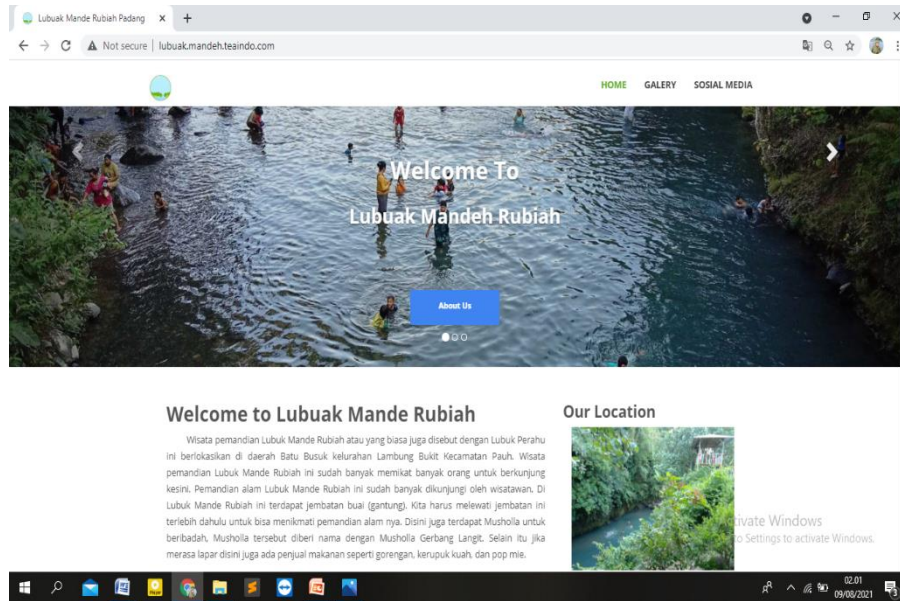 Lubuak Mande Rubiah Padang
Not secure | lubuak.mandeh.teaindo.com
HOME GALERY SOSIAL MEDIA
Welcome To
Lubuak Mandeh Rubiah
About Us
Welcome to Lubuak Mande Rubiah
Wisata pemandian Lubuk Mande Rubiah atau yang biasa juga disebut dengan Lubuk Perahu
ini berlokasikan di daerah Batu Busuk kelurahan Lambung Bukit Kecamatan Pauh. Wisata
pemandian Lubuk Mande Rubiah ini sudah banyak memikat banyak orang untuk berkunjung
kesini. Pemandian alam Lubuk Mande Rubiah ini sudah banyak dikunjungi oleh wisatawan. Di
Lubuk Mande Rubiah ini terdapat jembatan buai (gantung). Kita harus melewati jembatan ini
terlebih dahulu untuk bisa menikmati pemandian alam nya. Disini juga terdapat Musholla untuk
beribadah, Musholla tersebut diberi nama dengan Musholla Gerbang Langit. Selain itu jika
merasa lapar disini juga ada penjual makanan seperti gorengan, kerupuk kuah, dan pop mie.
Our Location
ivate Windows
to Settings to activate Windows.
02.01
09/08/2021